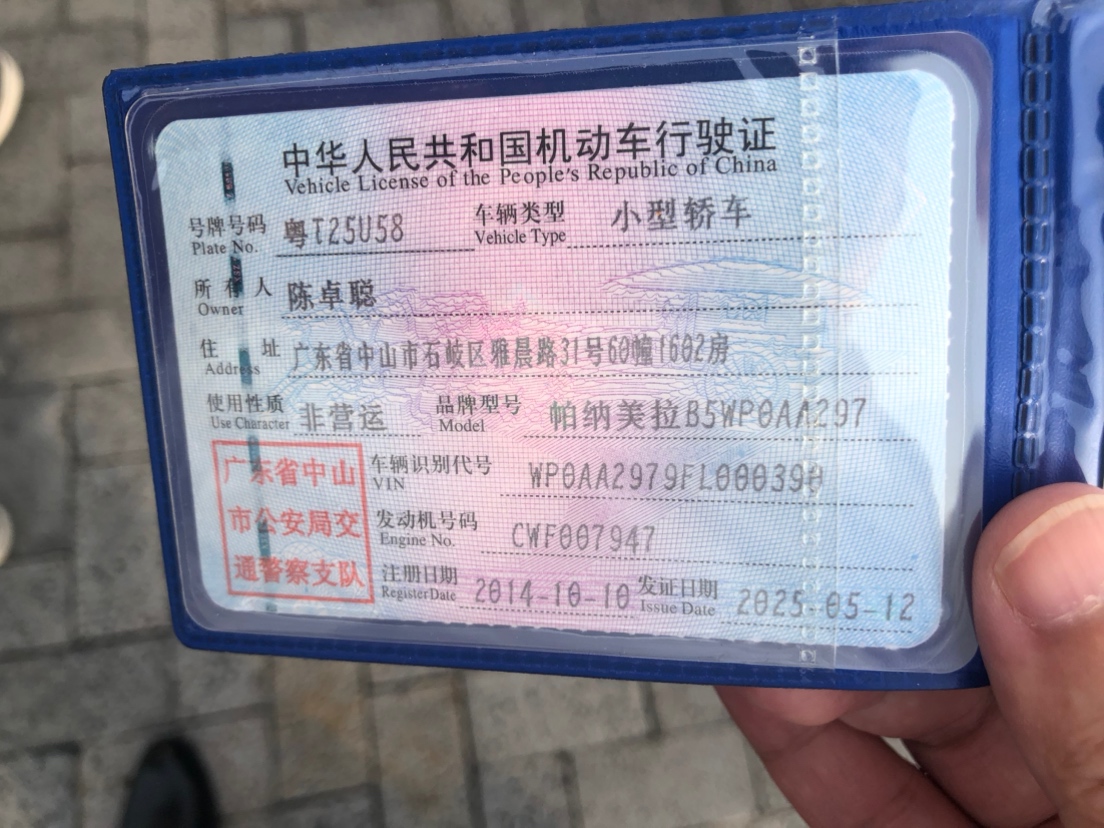 中华人民共和国机动车行驶证
Vehicle License of the People's Republic of China
号牌号码 粤T25U58 车辆类型 小型轿车
Plate No. Vehicle Type
所有人 陈卓聪
Owner
住址 广东省中山市石岐区雅晨路31号60幢1602房
Address
使用性质 非营运 品牌型号 帕纳美拉B5WP0AA297
Use Character Model
广东省中山
市公安局交
通警察支队
车辆识别代号 WP0AA2979FL000390
VIN
发动机号码 CWF007947
Engine No.
注册日期 2014-10-10 发证日期 2025-05-12
Register Date Issue Date